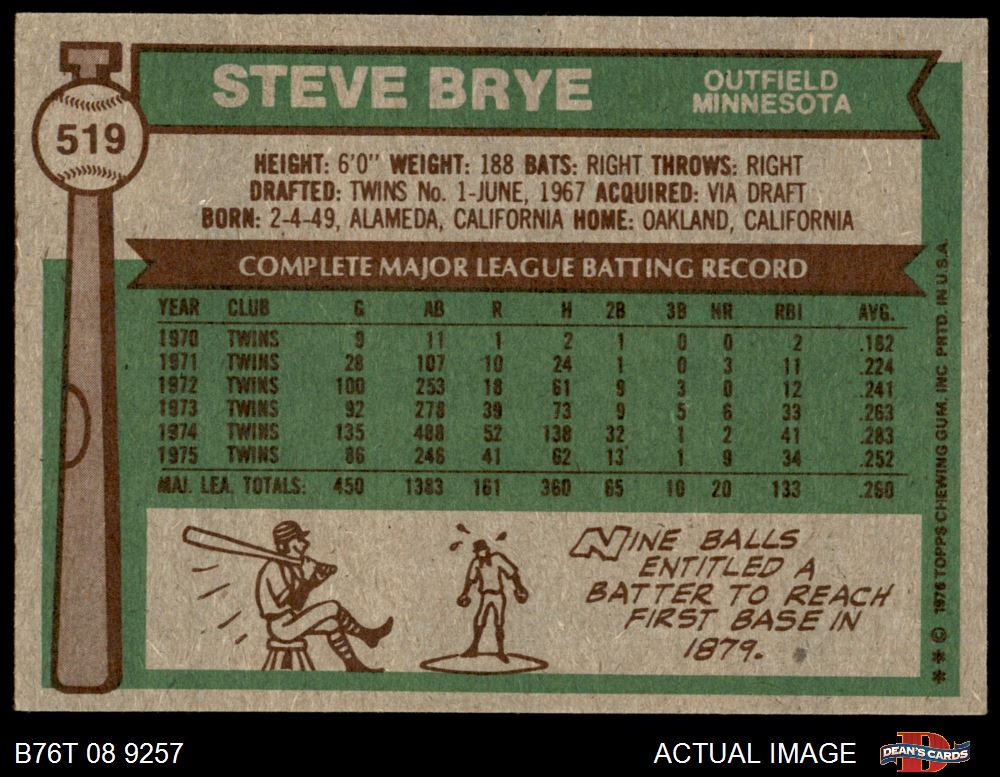 STEVE BRYE
OUTFIELD
MINNESOTA
519
HEIGHT: 6'0" WEIGHT: 188 BATS: RIGHT THROWS: RIGHT
DRAFTED: TWINS No. 1-JUNE, 1967 ACQUIRED: VIA DRAFT
BORN: 2-4-49, ALAMEDA, CALIFORNIA HOME: OAKLAND, CALIFORNIA
COMPLETE MAJOR LEAGUE BATTING RECORD
YEAR CLUB G AB R H 2B 3B HR RBI AVG.
1970 TWINS 9 11 1 2 1 0 0 2 .182
1971 TWINS 28 107 10 24 1 0 3 11 .224
1972 TWINS 100 253 18 61 9 3 0 12 .241
1973 TWINS 92 278 39 73 9 5 6 33 .263
1974 TWINS 135 488 52 138 32 1 2 41 .283
1975 TWINS 86 246 41 62 13 1 9 34 .252
MAJ. LEA. TOTALS: 450 1383 161 360 65 10 20 133 .260
NINE BALLS
ENTITLED A
BATTER TO REACH
FIRST BASE IN
1879.
* * © 1976 TOPPS CHEWING GUM, INC PRTD. IN U.S.A.
B76T 08 9257
ACTUAL IMAGE
DEAN'S CARDS